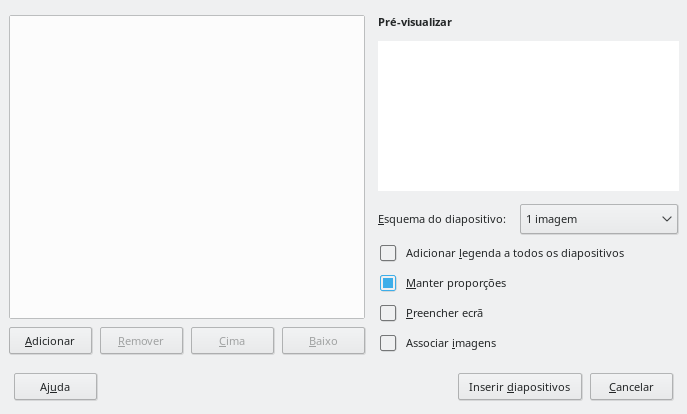 Pré-visualizar
Esquema do diapositivo: 1 imagem
Adicionar legenda a todos os diapositivos
Manter proporções
Preencher ecrã
Associar imagens
Adicionar Remover Cima Baixo
Ajuda Inserir diapositivos Cancelar